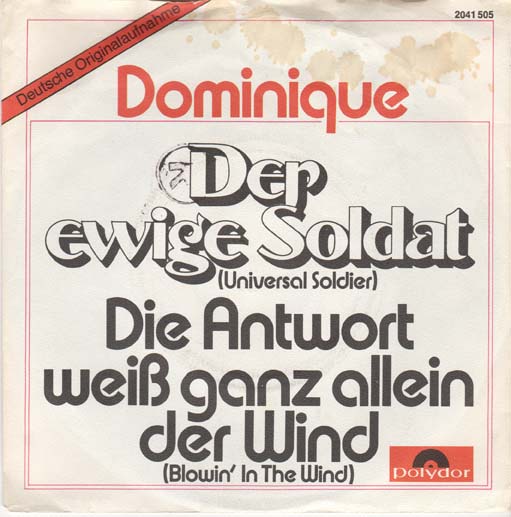 2041 505
Deutsche Originalaufnahme
Dominique
Der
ewige Soldat
(Universal Soldier)
Die Antwort
weiß ganz allein
der Wind
(Blowin' In The Wind)
polydor